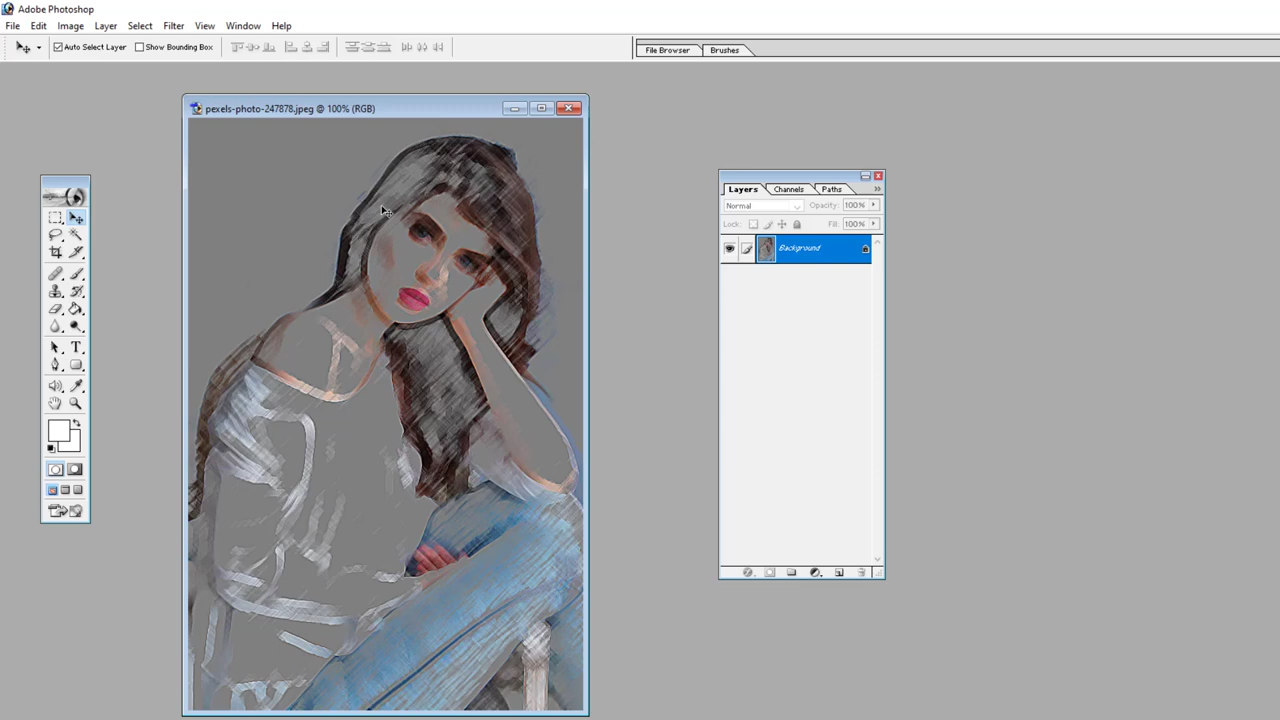 Adobe Photoshop
File Edit Image Layer Select Filter View Window Help
Auto Select Layer Show Bounding Box File Browser Brushes
pexels-photo-247878.jpeg @ 100% (RGB)
Layers Channels Paths
Normal Opacity: 100%
Lock: Fill: 100%
Background